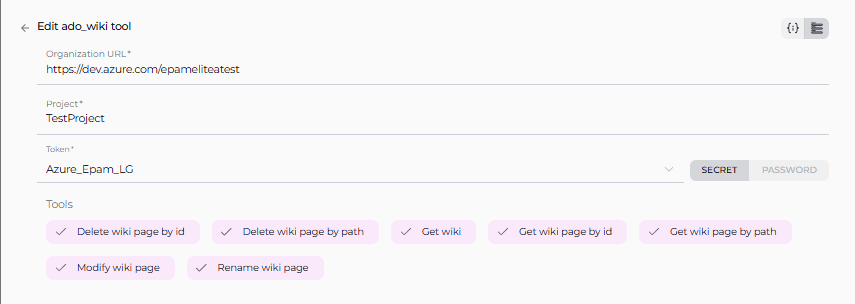 Edit ado_wiki tool
Organization URL*
https://dev.azure.com/epameliteatest
Project*
TestProject
Token*
Azure_Epam_LG
SECRET PASSWORD
Tools
Delete wiki page by id Delete wiki page by path Get wiki Get wiki page by id Get wiki page by path
Modify wiki page Rename wiki page